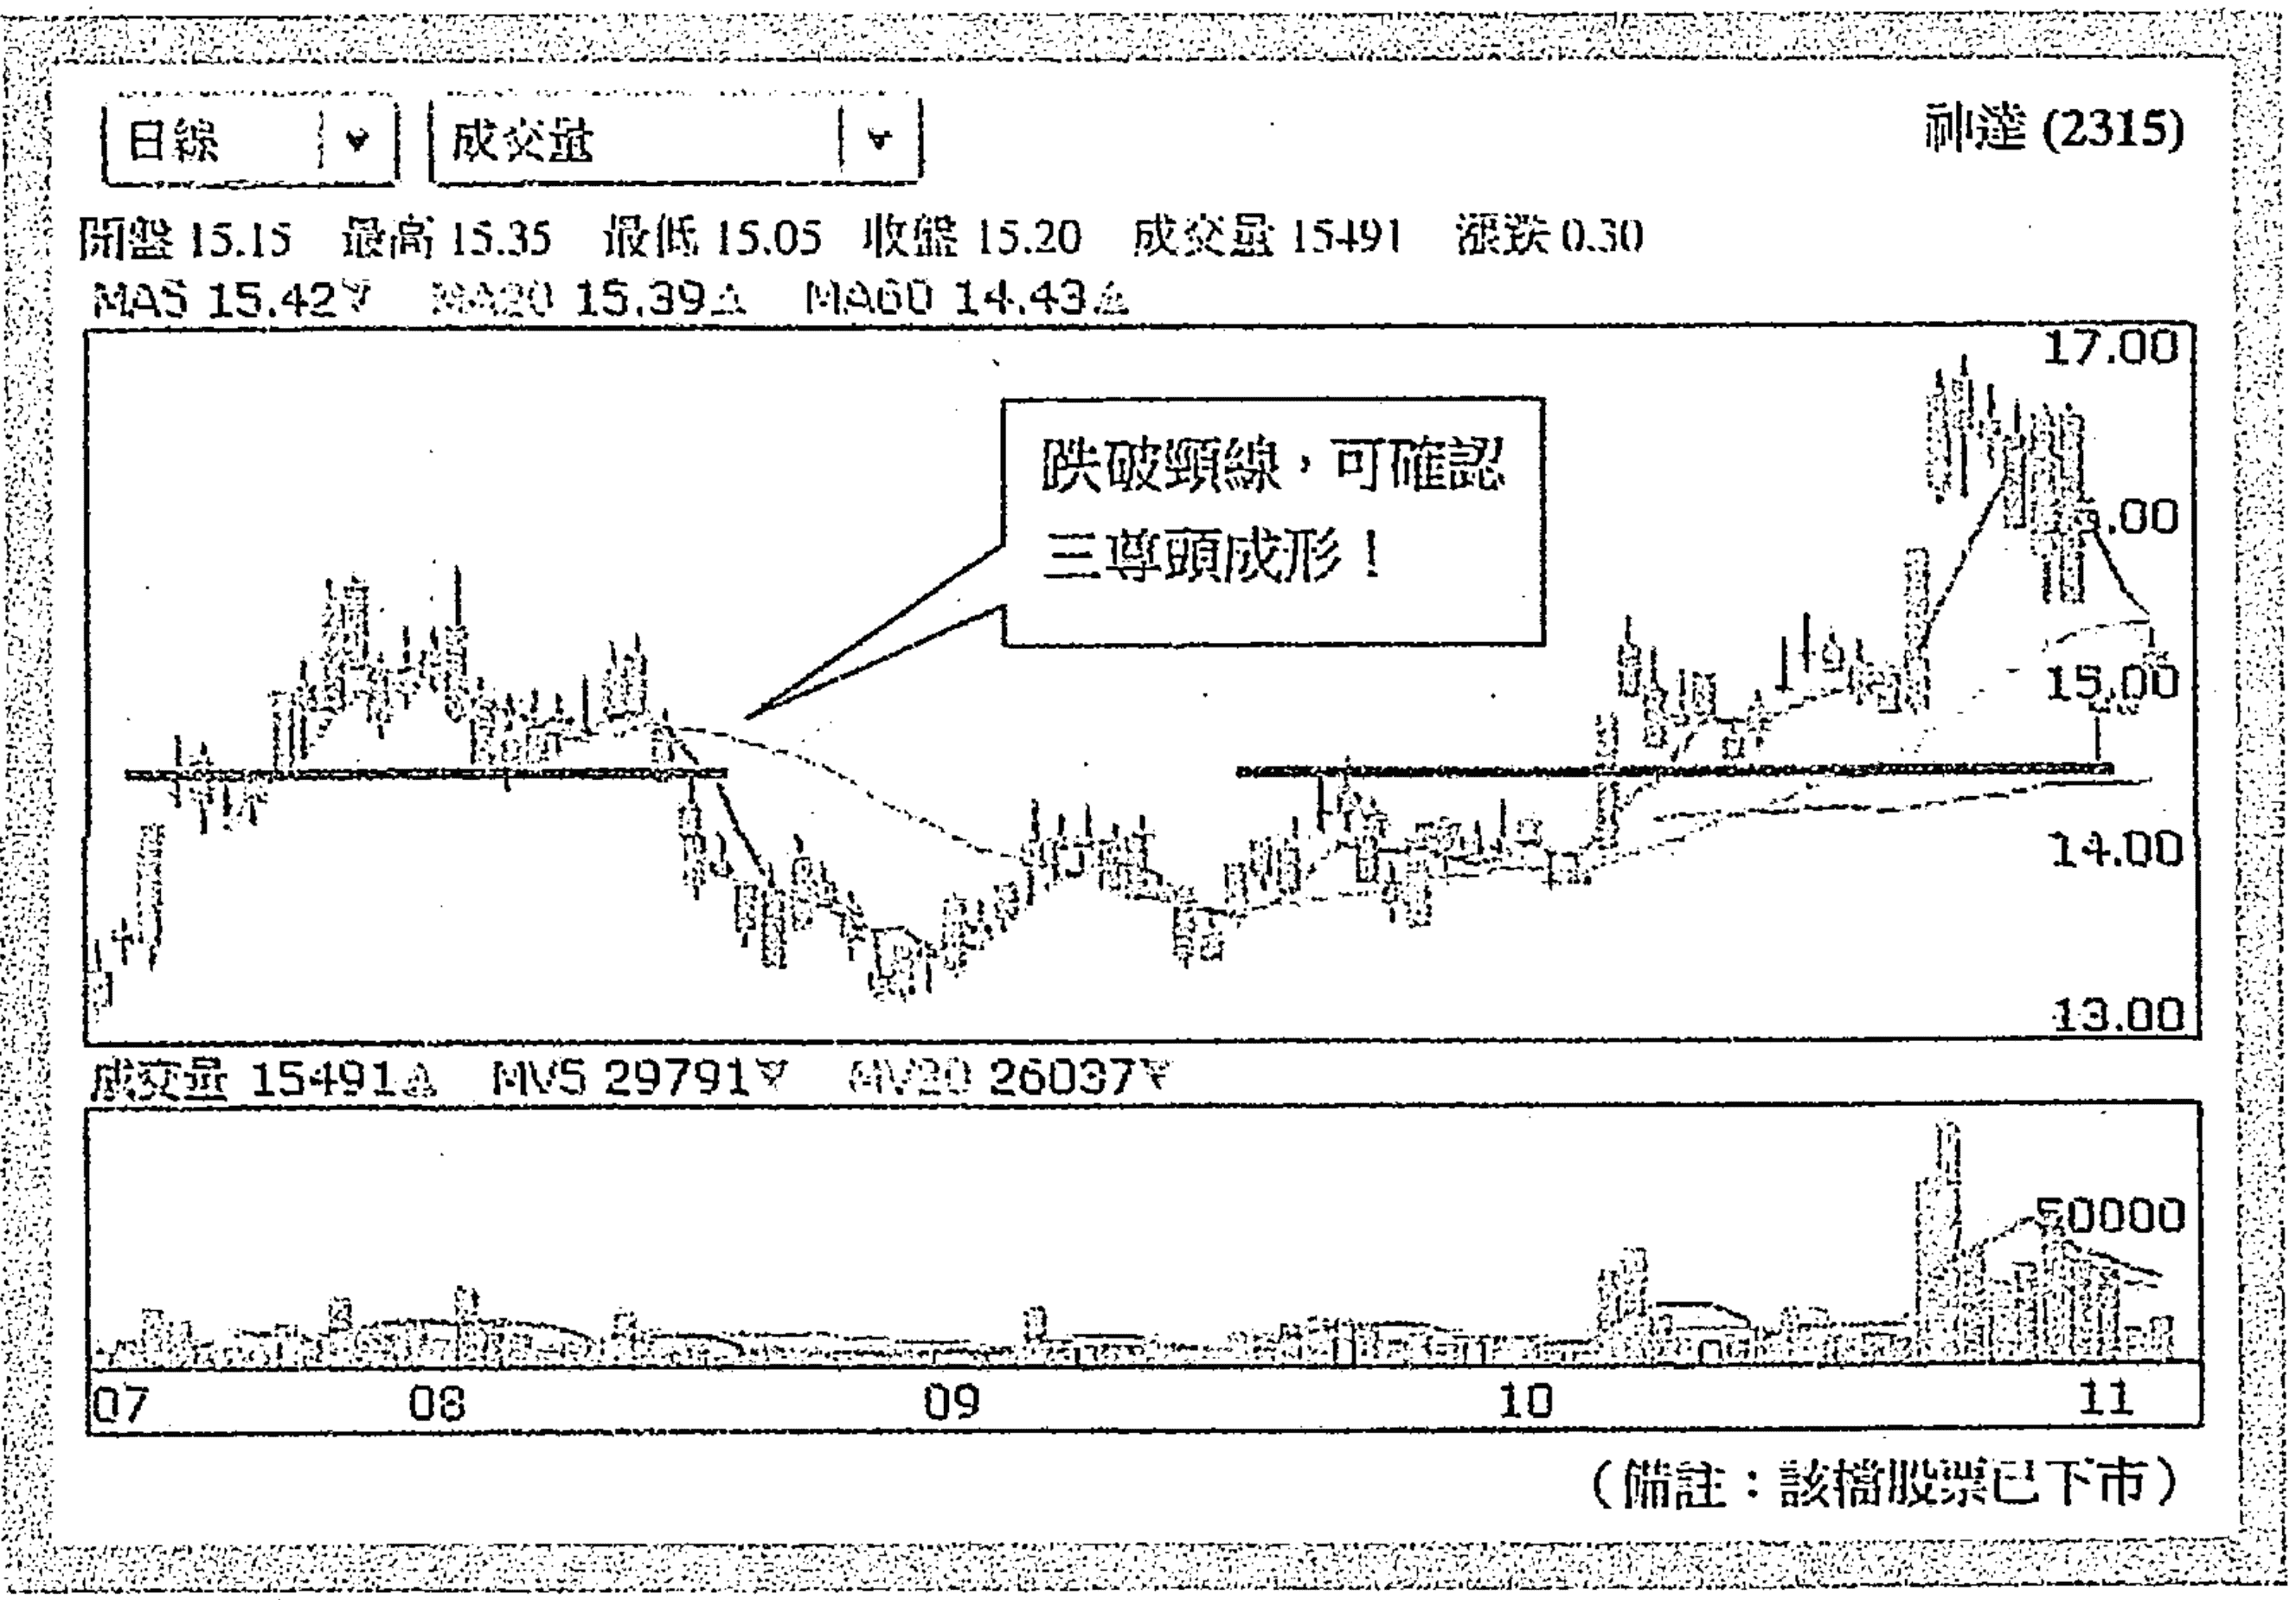 日線 成交量 神達 (2315)
開盤 15.15 最高 15.35 最低 15.05 收盤 15.20 成交量 15491 漲跌 0.30
MA5 15.42▽ MA20 15.39△ MA60 14.43△
17.00
跌破頸線，可確認
三尊頭成形！
.00
15.00
14.00
13.00
成交量 15491△ MV5 29791▽ MV20 26037▽
50000
07 08 09 10 11
（備註：該檔股票已下市）